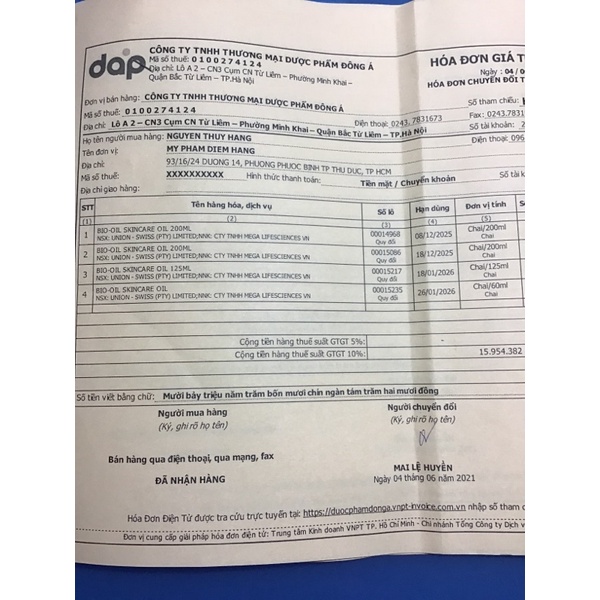 dap
CÔNG TY TNHH THƯƠNG MẠI DƯỢC PHẨM ĐÔNG Á
Mã số thuế: 0100274124
Địa chỉ: Lô A 2 – CN3 Cụm CN Từ Liêm – Phường Minh Khai –
Quận Bắc Từ Liêm – TP.Hà Nội
HÓA ĐƠN GIÁ T
Ngày : 04 / 0
HÓA ĐƠN CHUYỂN ĐỔI T
Đơn vị bán hàng: CÔNG TY TNHH THƯƠNG MẠI DƯỢC PHẨM ĐÔNG Á
Số tham chiếu:
Mã số thuế: 0100274124
Điện thoại: 0243.7831673
Fax: 0243.7831
Địa chỉ: Lô A 2 – CN3 Cụm CN Từ Liêm – Phường Minh Khai – Quận Bắc Từ Liêm – TP.Hà Nội
Số tài khoản: 2
Họ tên người mua hàng: NGUYEN THUY HANG
Điện thoại: 096
Tên đơn vị: MY PHAM DIEM HANG
Địa chỉ: 93/16/24 DUONG 14, PHUONG PHUOC BINH TP THU DUC, TP HCM
Mã số thuế: XXXXXXXXXX Hình thức thanh toán: Tiền mặt / Chuyển khoản
Số tài k
Địa chỉ giao hàng:
STT Tên hàng hóa, dịch vụ Số lô Hạn dùng Đơn vị tính S
(1) (2) (3) (4) (5)
1 BIO-OIL SKINCARE OIL 200ML 00014968 08/12/2025 Chai/200ml
NSX: UNION - SWISS (PTY) LIMITED;NNK: CTY TNHH MEGA LIFESCIENCES VN Quy đổi Chai
2 BIO-OIL SKINCARE OIL 200ML 00015086 18/12/2025 Chai/200ml
NSX: UNION - SWISS (PTY) LIMITED;NNK: CTY TNHH MEGA LIFESCIENCES VN Quy đổi Chai
3 BIO-OIL SKINCARE OIL 125ML 00015217 18/01/2026 Chai/125ml
NSX: UNION - SWISS (PTY) LIMITED;NNK: CTY TNHH MEGA LIFESCIENCES VN Quy đổi Chai
4 BIO-OIL SKINCARE OIL 00015235 26/01/2026 Chai/60ml
NSX: UNION - SWISS (PTY) LIMITED;NNK: CTY TNHH MEGA LIFESCIENCES VN Quy đổi Chai
Cộng tiền hàng thuế suất GTGT 5%:
Cộng tiền hàng thuế suất GTGT 10%: 15.954.382
Số tiền viết bằng chữ: Mười bảy triệu năm trăm bốn mươi chín ngàn tám trăm hai mươi đồng
Người mua hàng Người chuyển đổi
(Ký, ghi rõ họ tên) (Ký, ghi rõ họ tên)
Bán hàng qua điện thoại, qua mạng, fax
MAI LỆ HUYỀN
ĐÃ NHẬN HÀNG Ngày 04 tháng 06 năm 2021
Hóa Đơn Điện Tử được tra cứu trực tuyến tại: https://duocphamdonga.vnpt-invoice.com.vn nhập số tham c
Đơn vị cung cấp giải pháp hóa đơn điện tử: Trung tâm Kinh doanh VNPT TP. Hồ Chí Minh - Chi nhánh Tổng Công ty Dịch v